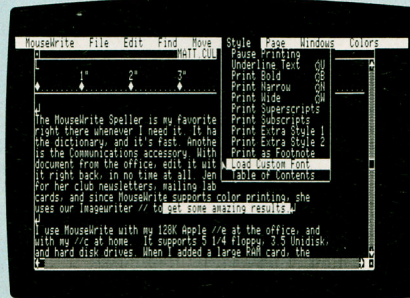 MouseWrite File Edit Find Move Style Page Windows Colors
MATT CUL
1" 2" 3"
Pause Printing
Underline Text U
Print Bold B
Print Narrow N
Print Wide W
Print Superscripts
Print Subscripts
Print Extra Style 1
Print Extra Style 2
Print as Footnote
Load Custom Font
Table of Contents
The MouseWrite Speller is my favorite
right there whenever I need it. It ha
the dictionary, and it's fast. Anothe
is the Communications accessory. With
document from the office, edit it wit
it right back, in no time at all. Jen
for her club newsletters, mailing lab
cards, and since MouseWrite supports color printing, she
uses our Imagewriter // to get some amazing results.
I use MouseWrite with my 128K Apple //e at the office, and
with my //c at home. It supports 5 1/4 floppy, 3.5 Unidisk,
and hard disk drives. When I added a large RAM card, the